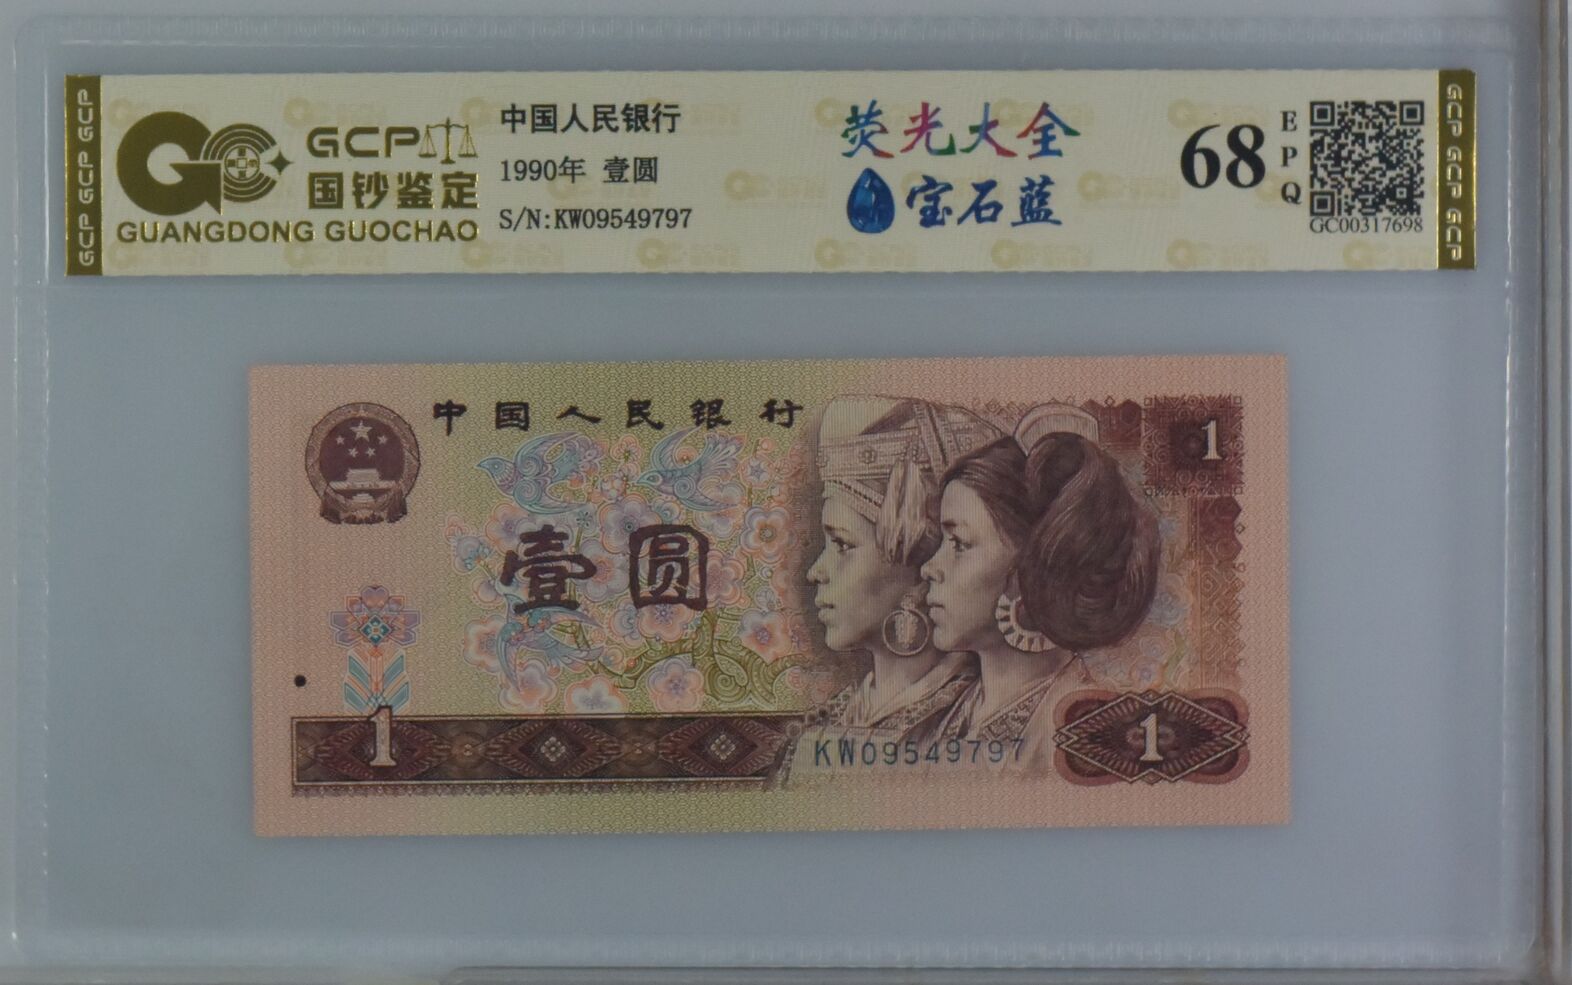 GCP GCP GCP
GCP
国钞鉴定
GUANGDONG GUOCHAO
中国人民银行
1990年 壹圆
S/N:KW09549797
荧光大全
宝石蓝
68
EPQ
GC00317698
GCP GCP GCP
中国人民银行
1
壹圆
1
KW09549797
1